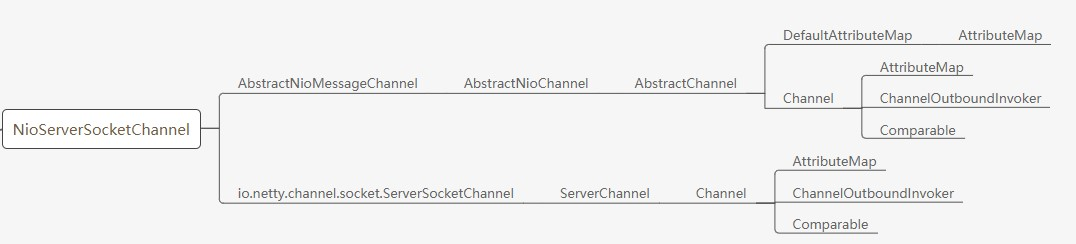 NioServerSocketChannel
AbstractNioMessageChannel
AbstractNioChannel
AbstractChannel
DefaultAttributeMap
AttributeMap
Channel
AttributeMap
ChannelOutboundInvoker
Comparable
io.netty.channel.socket.ServerSocketChannel
ServerChannel
Channel
AttributeMap
ChannelOutboundInvoker
Comparable